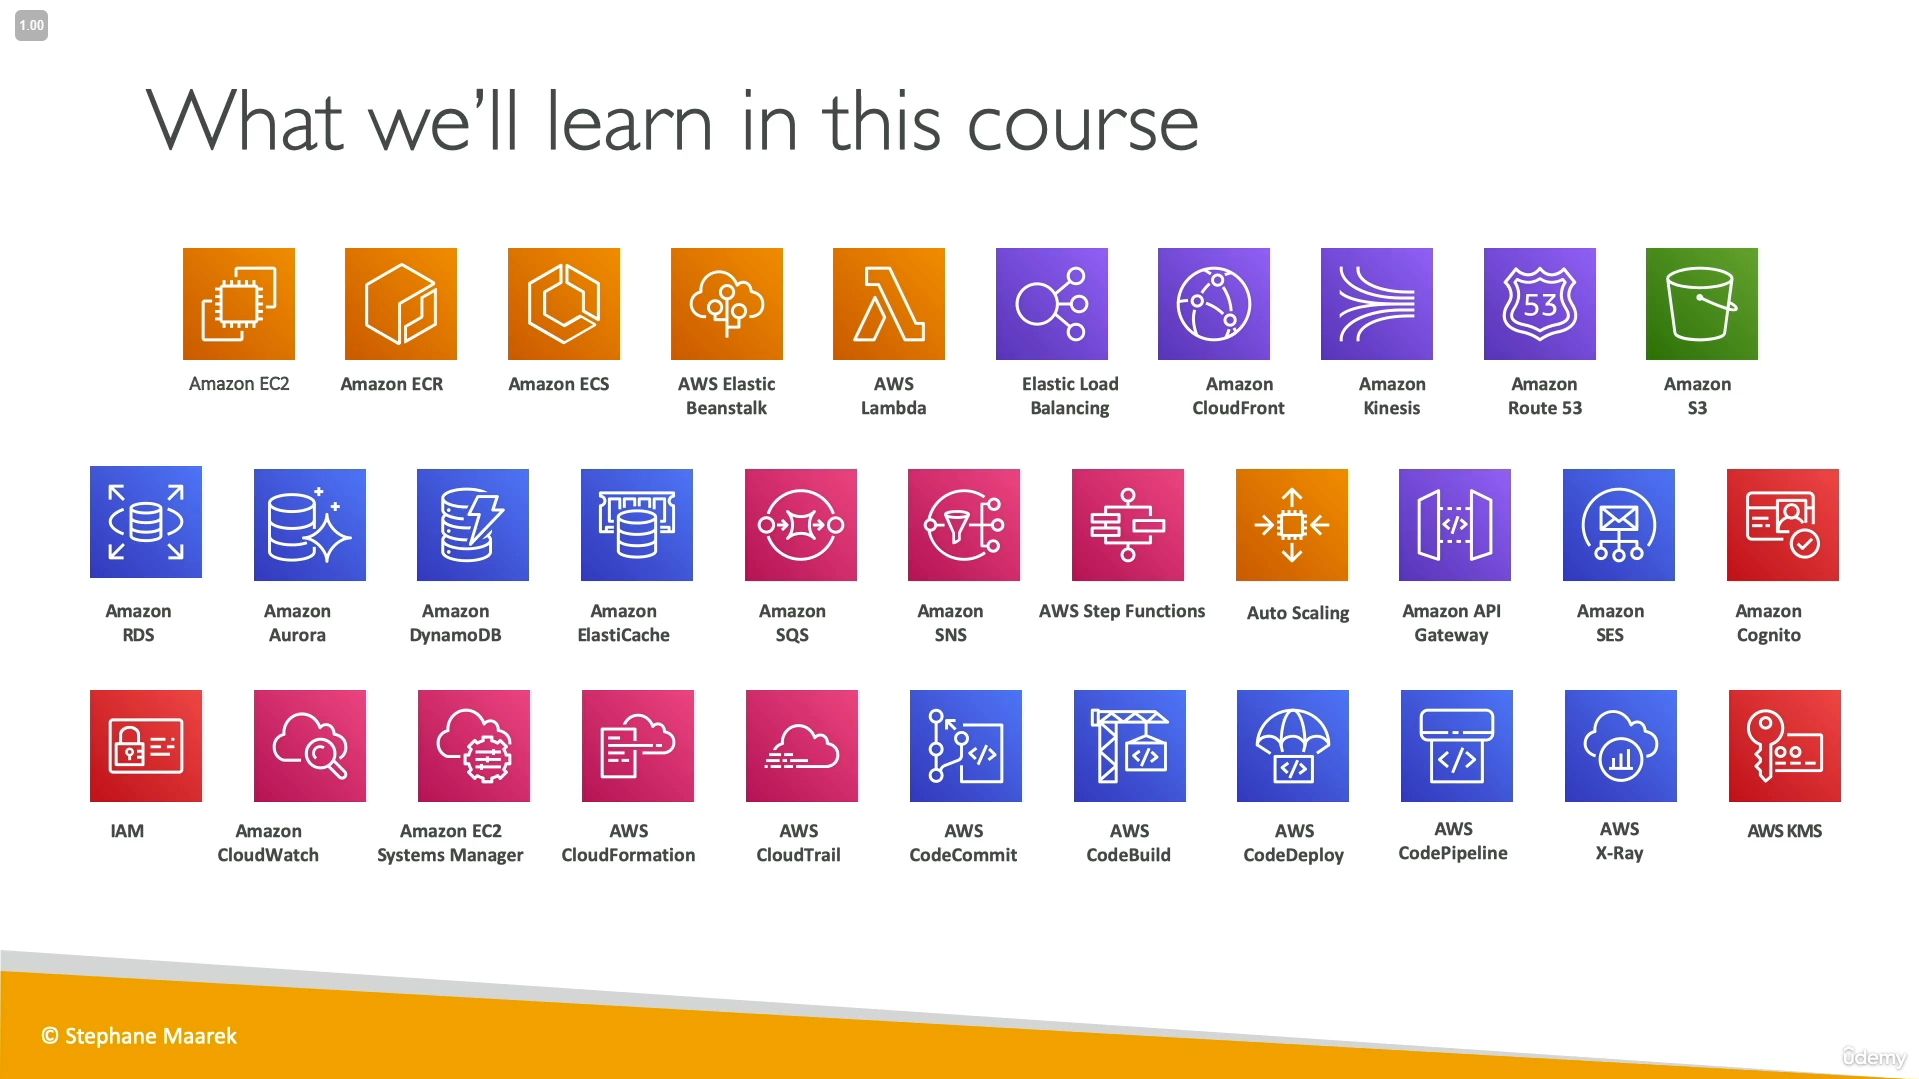 1.00
What we'll learn in this course
53
Amazon EC2
Amazon ECR
Amazon ECS
AWS Elastic
Beanstalk
AWS
Lambda
Elastic Load
Balancing
Amazon
CloudFront
Amazon
Kinesis
Amazon
Route 53
Amazon
S3
</>
Amazon
RDS
Amazon
Aurora
Amazon
DynamoDB
Amazon
ElastiCache
Amazon
SQS
Amazon
SNS
AWS Step Functions
Auto Scaling
Amazon API
Gateway
Amazon
SES
Amazon
Cognito
</>
</>
</>
</>
IAM
Amazon
CloudWatch
Amazon EC2
Systems Manager
AWS
CloudFormation
AWS
CloudTrail
AWS
CodeCommit
AWS
CodeBuild
AWS
CodeDeploy
AWS
CodePipeline
AWS
X-Ray
AWS KMS
© Stephane Maarek
ûdemy